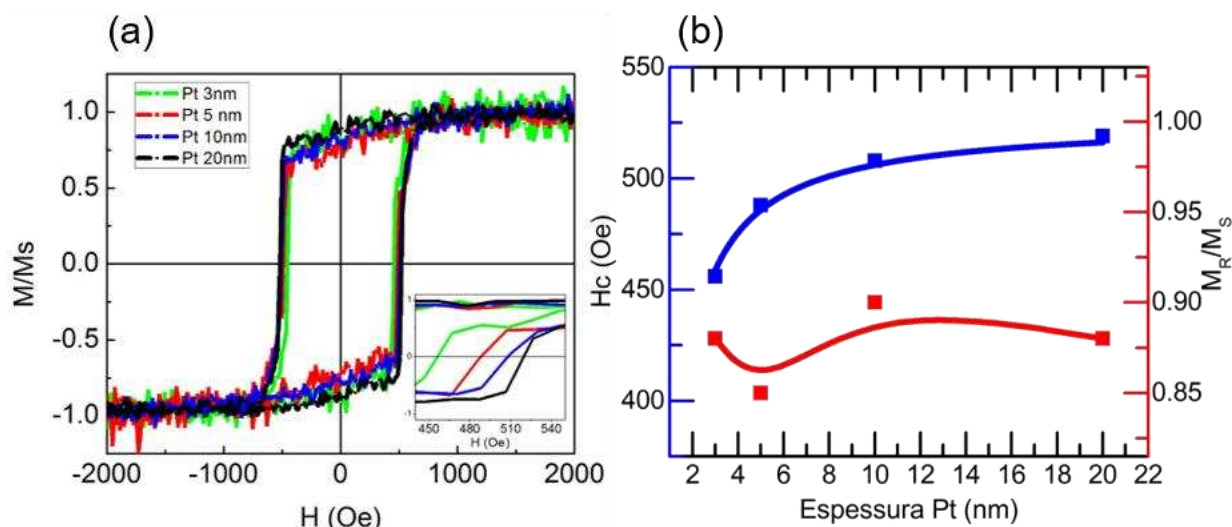 (a)
Pt 3nm
Pt 5 nm
Pt 10nm
Pt 20nm
1.0
0.5
0.0
-0.5
-1.0
M/Ms
-2000 -1000 0 1000 2000
H (Oe)
1
0
-1
450 480 510 540
H (Oe)
(b)
550
500
450
400
Hc (Oe)
1.00
0.95
0.90
0.85
M_R/M_S
2 4 6 8 10 12 14 16 18 20 22
Espessura Pt (nm)